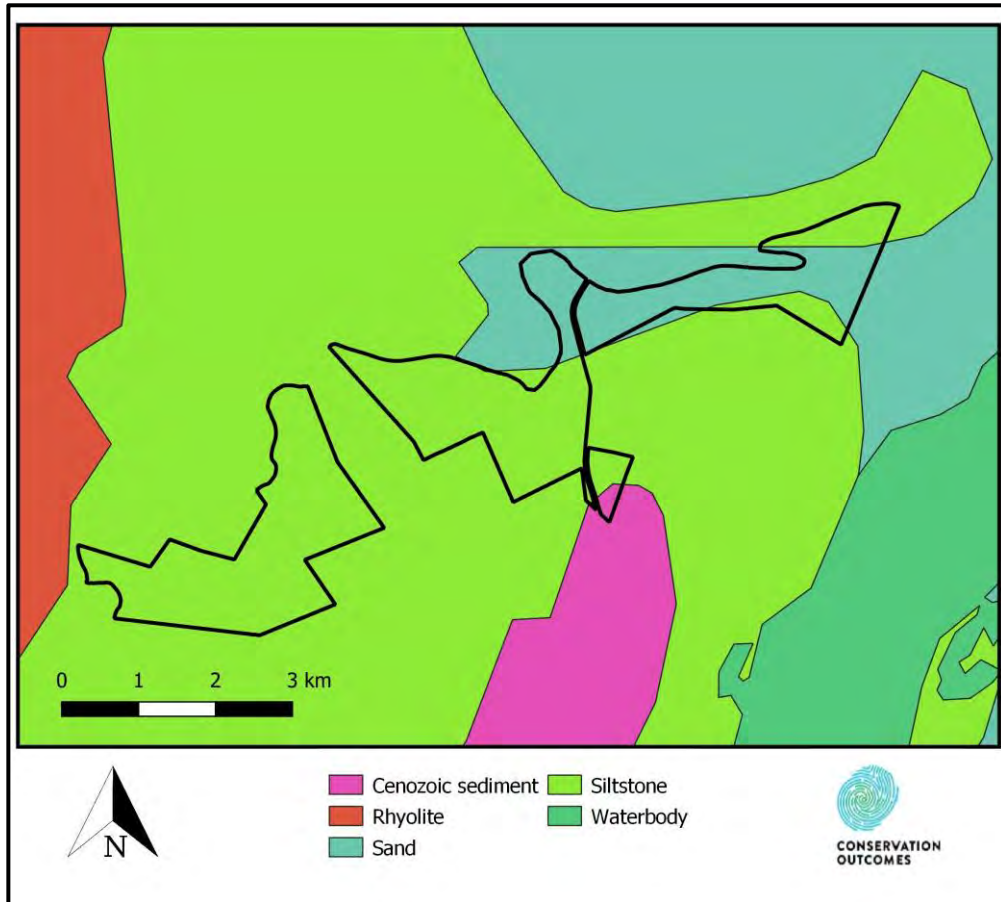 0 1 2 3 km
N
Cenozoic sediment
Siltstone
Rhyolite
Waterbody
Sand
CONSERVATION
OUTCOMES